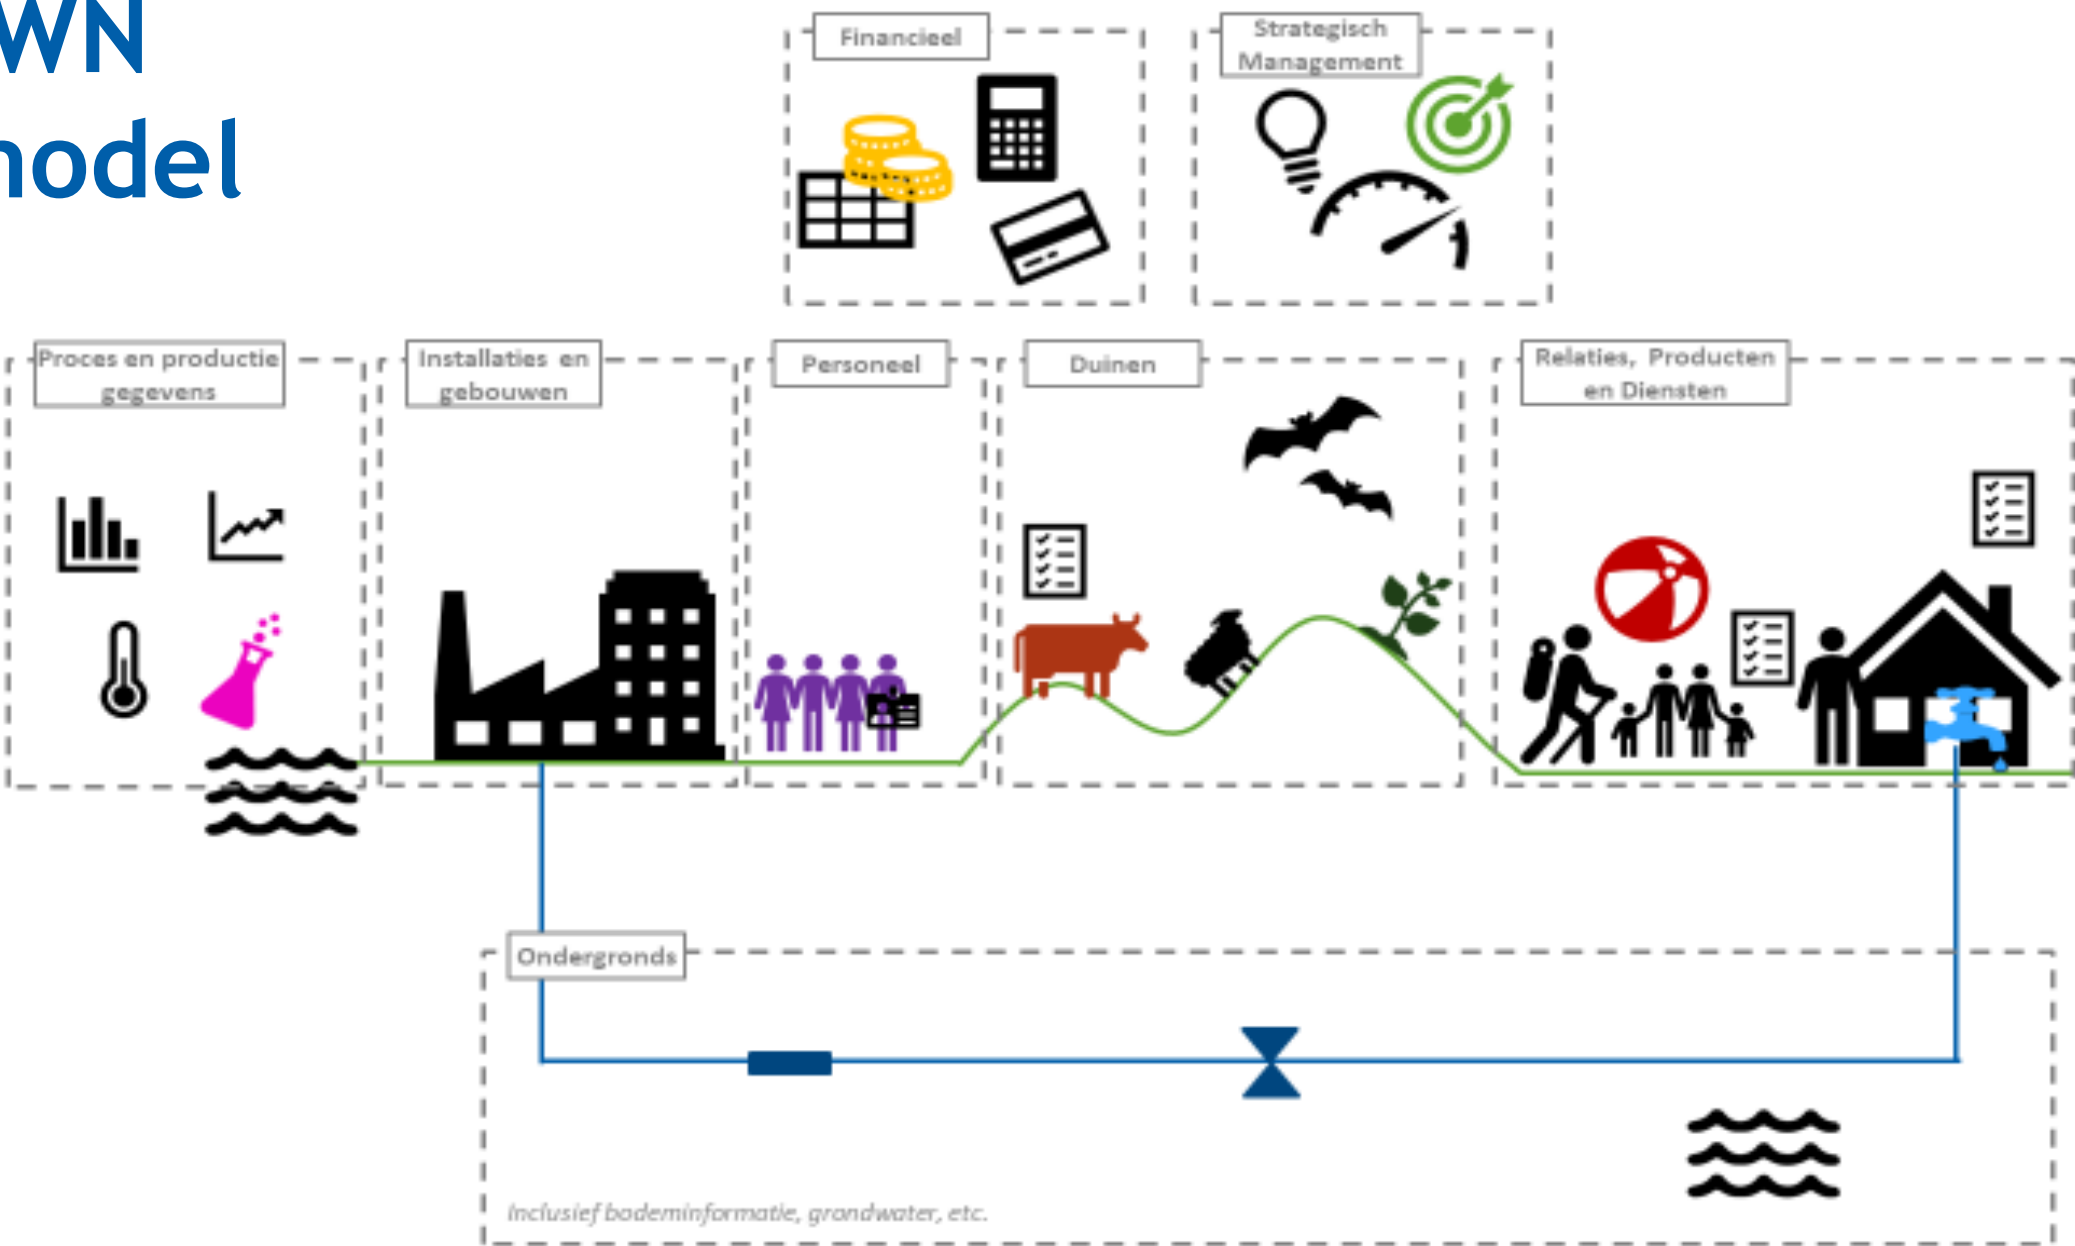 WN
model
Financieel
Strategisch
Management
Proces en productie
gegevens
Installaties en
gebouwen
Personeel
Duinen
Relaties, Producten
en Diensten
Ondergronds
Inclusief bodeminformatie, grondwater, etc.